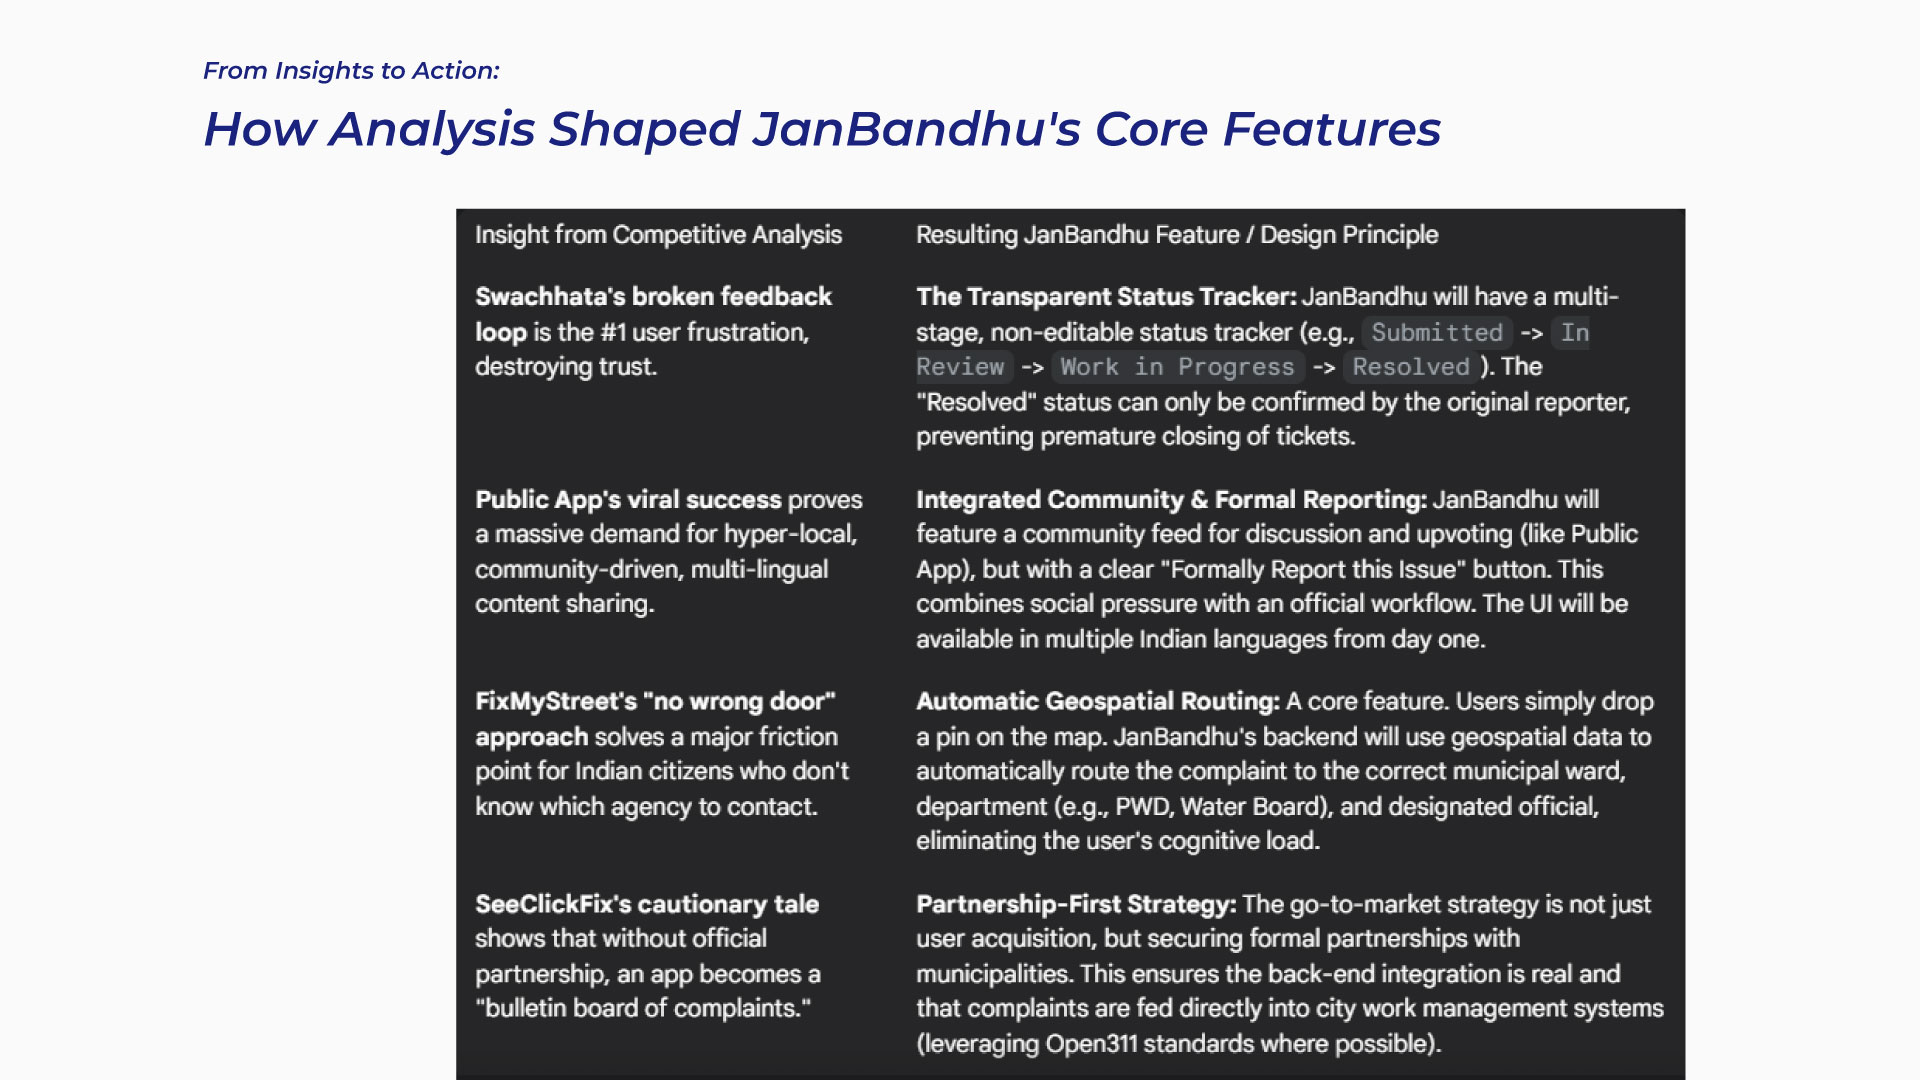 From Insights to Action:
How Analysis Shaped JanBandhu's Core Features
Insight from Competitive Analysis
Resulting JanBandhu Feature / Design Principle
Swachhata's broken feedback
loop is the #1 user frustration,
destroying trust.
The Transparent Status Tracker: JanBandhu will have a multi-
stage, non-editable status tracker (e.g., Submitted -> In
Review -> Work in Progress -> Resolved ). The
"Resolved" status can only be confirmed by the original reporter,
preventing premature closing of tickets.
Public App's viral success proves
a massive demand for hyper-local,
community-driven, multi-lingual
content sharing.
Integrated Community & Formal Reporting: JanBandhu will
feature a community feed for discussion and upvoting (like Public
App), but with a clear "Formally Report this Issue" button. This
combines social pressure with an official workflow. The UI will be
available in multiple Indian languages from day one.
FixMyStreet's "no wrong door"
approach solves a major friction
point for Indian citizens who don't
know which agency to contact.
Automatic Geospatial Routing: A core feature. Users simply drop
a pin on the map. JanBandhu's backend will use geospatial data to
automatically route the complaint to the correct municipal ward,
department (e.g., PWD, Water Board), and designated official,
eliminating the user's cognitive load.
SeeClickFix's cautionary tale
shows that without official
partnership, an app becomes a
"bulletin board of complaints."
Partnership-First Strategy: The go-to-market strategy is not just
user acquisition, but securing formal partnerships with
municipalities. This ensures the back-end integration is real and
that complaints are fed directly into city work management systems
(leveraging Open311 standards where possible).